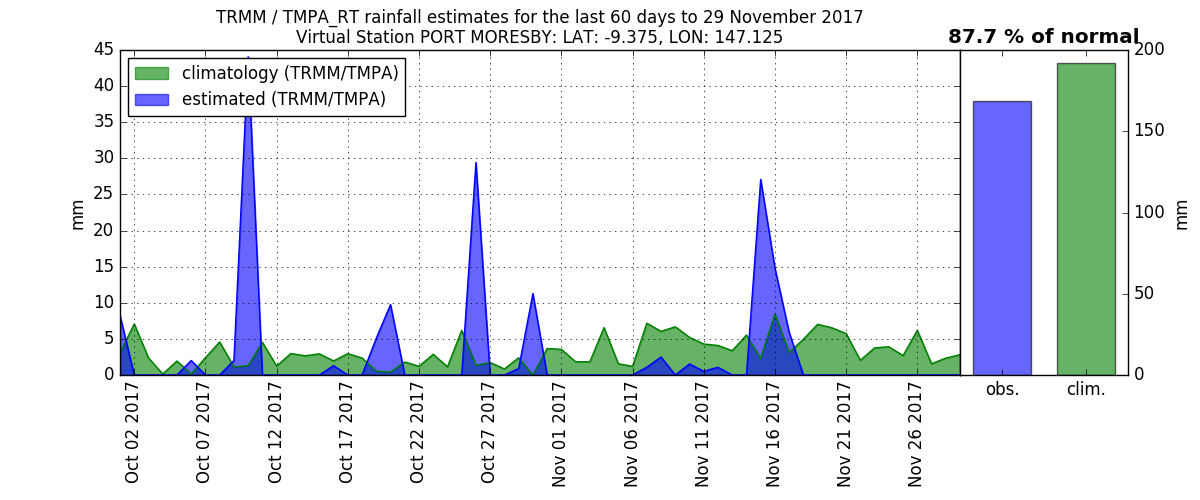 TRMM / TMPA_RT rainfall estimates for the last 60 days to 29 November 2017
Virtual Station PORT MORESBY: LAT: -9.375, LON: 147.125
87.7 % of normal
climatology (TRMM/TMPA)
estimated (TRMM/TMPA)
mm
45
40
35
30
25
20
15
10
5
0
Oct 02 2017
Oct 07 2017
Oct 12 2017
Oct 17 2017
Oct 22 2017
Oct 27 2017
Nov 01 2017
Nov 06 2017
Nov 11 2017
Nov 16 2017
Nov 21 2017
Nov 26 2017
obs.
clim.
200
150
100
50
0
mm